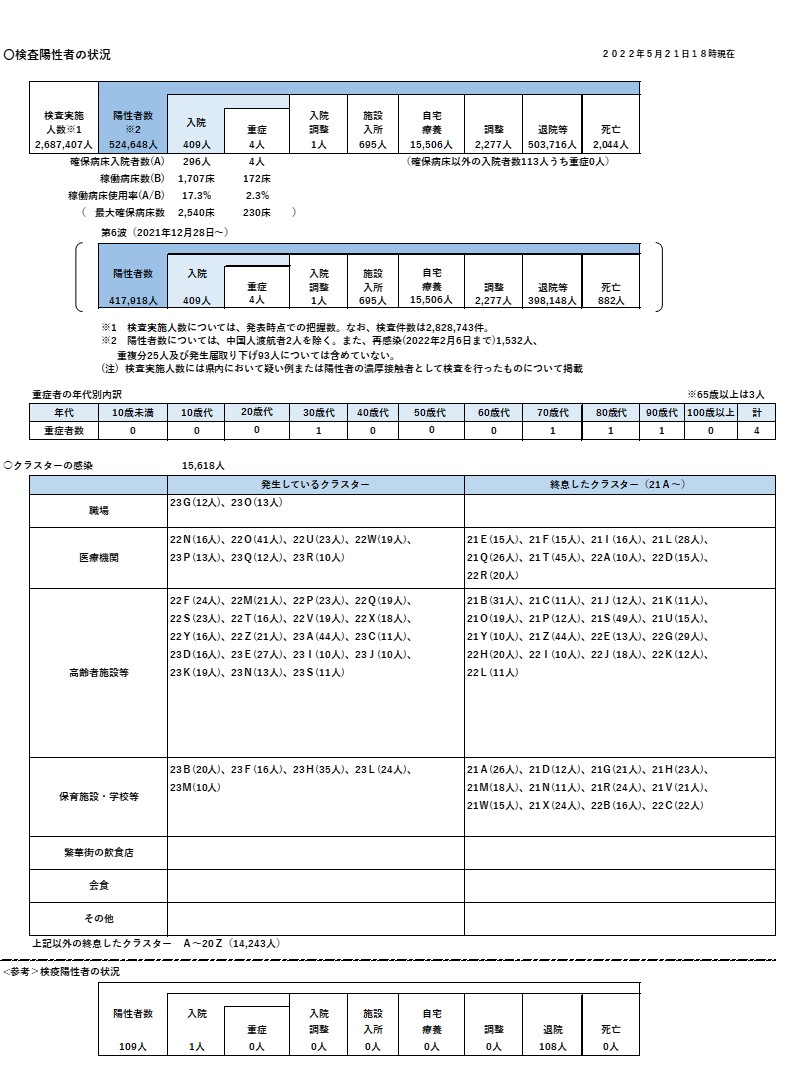 〇検査陽性者の状況
２０２２年５月２１日１８時現在
検査実施人数※1 陽性者数※2 入院 重症 入院調整 施設入所 自宅療養 調整 退院等 死亡
2,687,407人 524,648人 409人 4人 1人 695人 15,506人 2,277人 503,716人 2,044人
確保病床入院者数(A) 296人 4人 （確保病床以外の入院者数113人うち重症0人）
稼働病床数(B) 1,707床 172床
稼働病床使用率(A/B) 17.3% 2.3%
（ 最大確保病床数 2,540床 230床 ）
第6波（2021年12月28日～）
陽性者数 入院 重症 入院調整 施設入所 自宅療養 調整 退院等 死亡
417,918人 409人 4人 1人 695人 15,506人 2,277人 398,148人 882人
※1 検査実施人数については、発表時点での把握数。なお、検査件数は2,828,743件。
※2 陽性者数については、中国人渡航者2人を除く。また、再感染(2022年2月6日まで)1,532人、
重複分25人及び発生届取り下げ93人については含めていない。
(注) 検査実施人数には県内において疑い例または陽性者の濃厚接触者として検査を行ったものについて掲載
重症者の年代別内訳 ※65歳以上は3人
年代 10歳未満 10歳代 20歳代 30歳代 40歳代 50歳代 60歳代 70歳代 80歳代 90歳代 100歳以上 計
重症者数 0 0 0 1 0 0 0 1 1 1 0 4
○クラスターの感染 15,618人
発生しているクラスター 終息したクラスター（21Ａ～）
職場
23Ｇ(12人)、23Ｏ(13人)
医療機関
22Ｎ(16人)、22Ｏ(41人)、22Ｕ(23人)、22Ｗ(19人)、
23Ｐ(13人)、23Ｑ(12人)、23Ｒ(10人)
21Ｅ(15人)、21Ｆ(15人)、21Ｉ(16人)、21Ｌ(28人)、
21Ｑ(26人)、21Ｔ(45人)、22Ａ(10人)、22Ｄ(15人)、
22Ｒ(20人)
高齢者施設等
22Ｆ(24人)、22Ｍ(21人)、22Ｐ(23人)、22Ｑ(19人)、
22Ｓ(23人)、22Ｔ(16人)、22Ｖ(19人)、22Ｘ(18人)、
22Ｙ(16人)、22Ｚ(21人)、23Ａ(44人)、23Ｃ(11人)、
23Ｄ(16人)、23Ｅ(27人)、23Ｉ(10人)、23Ｊ(10人)、
23Ｋ(19人)、23Ｎ(13人)、23Ｓ(11人)
21Ｂ(31人)、21Ｃ(11人)、21Ｊ(12人)、21Ｋ(11人)、
21Ｏ(19人)、21Ｐ(12人)、21Ｓ(49人)、21Ｕ(15人)、
21Ｙ(10人)、21Ｚ(44人)、22Ｅ(13人)、22Ｇ(29人)、
22Ｈ(20人)、22Ｉ(10人)、22Ｊ(18人)、22Ｋ(12人)、
22Ｌ(11人)
保育施設・学校等
23Ｂ(20人)、23Ｆ(16人)、23Ｈ(35人)、23Ｌ(24人)、
23Ｍ(10人)
21Ａ(26人)、21Ｄ(12人)、21Ｇ(21人)、21Ｈ(23人)、
21Ｍ(18人)、21Ｎ(11人)、21Ｒ(24人)、21Ｖ(21人)、
21Ｗ(15人)、21Ｘ(24人)、22Ｂ(16人)、22Ｃ(22人)
繁華街の飲食店
会食
その他
上記以外の終息したクラスター Ａ～20Ｚ（14,243人）
<参考＞検疫陽性者の状況
陽性者数 入院 重症 入院調整 施設入所 自宅療養 調整 退院 死亡
109人 1人 0人 0人 0人 0人 0人 108人 0人